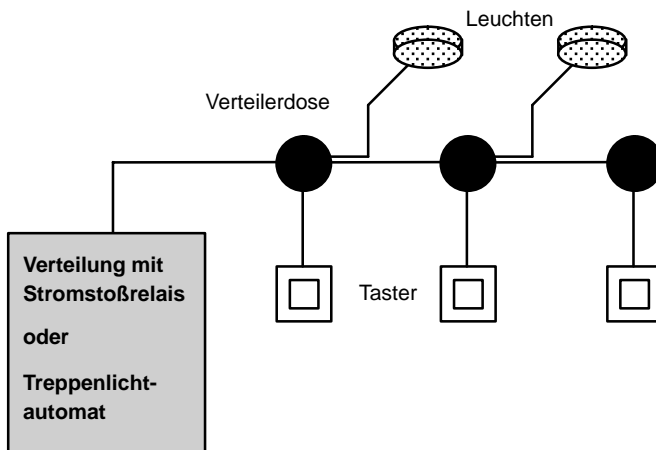 Leuchten
Verteilerdose
Verteilung mit
Stromstoßrelais
oder
Treppenlicht-
automat
Taster